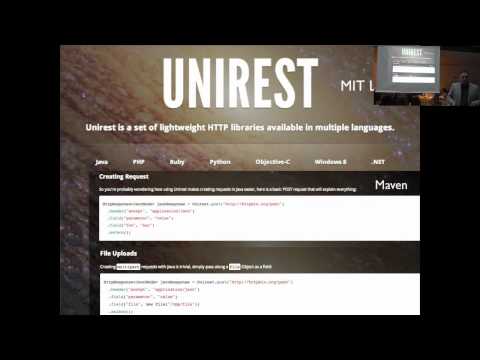 UNIREST
MIT L
UNIREST
Unirest is a set of lightweight HTTP libraries available in multiple languages.
Java PHP Ruby Python Objective-C Windows 8 .NET
Creating Request
Maven
So you're probably wondering how using Unirest makes creating requests in Java easier, here is a basic POST request that will explain everything:
HttpResponse<JsonNode> jsonResponse = Unirest.post("http://httpbin.org/post")
.header("accept", "application/json")
.field("parameter", "value")
.field("foo", "bar")
.asJson();
File Uploads
Creating multipart requests with Java is trivial, simply pass along a File Object as a field:
HttpResponse<JsonNode> jsonResponse = Unirest.post("http://httpbin.org/post")
.header("accept", "application/json")
.field("parameter", "value")
.field("file", new File("/tmp/file"))
.asJson();